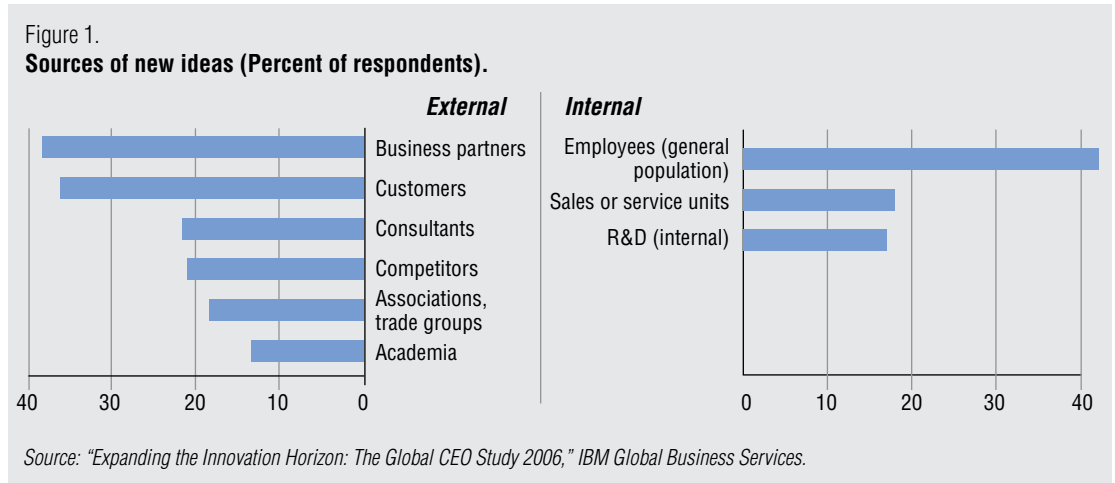 Figure 1.
Sources of new ideas (Percent of respondents).
External
Business partners
Customers
Consultants
Competitors
Associations,
trade groups
Academia
40 30 20 10 0
Internal
Employees (general
population)
Sales or service units
R&D (internal)
0 10 20 30 40
Source: “Expanding the Innovation Horizon: The Global CEO Study 2006,” IBM Global Business Services.